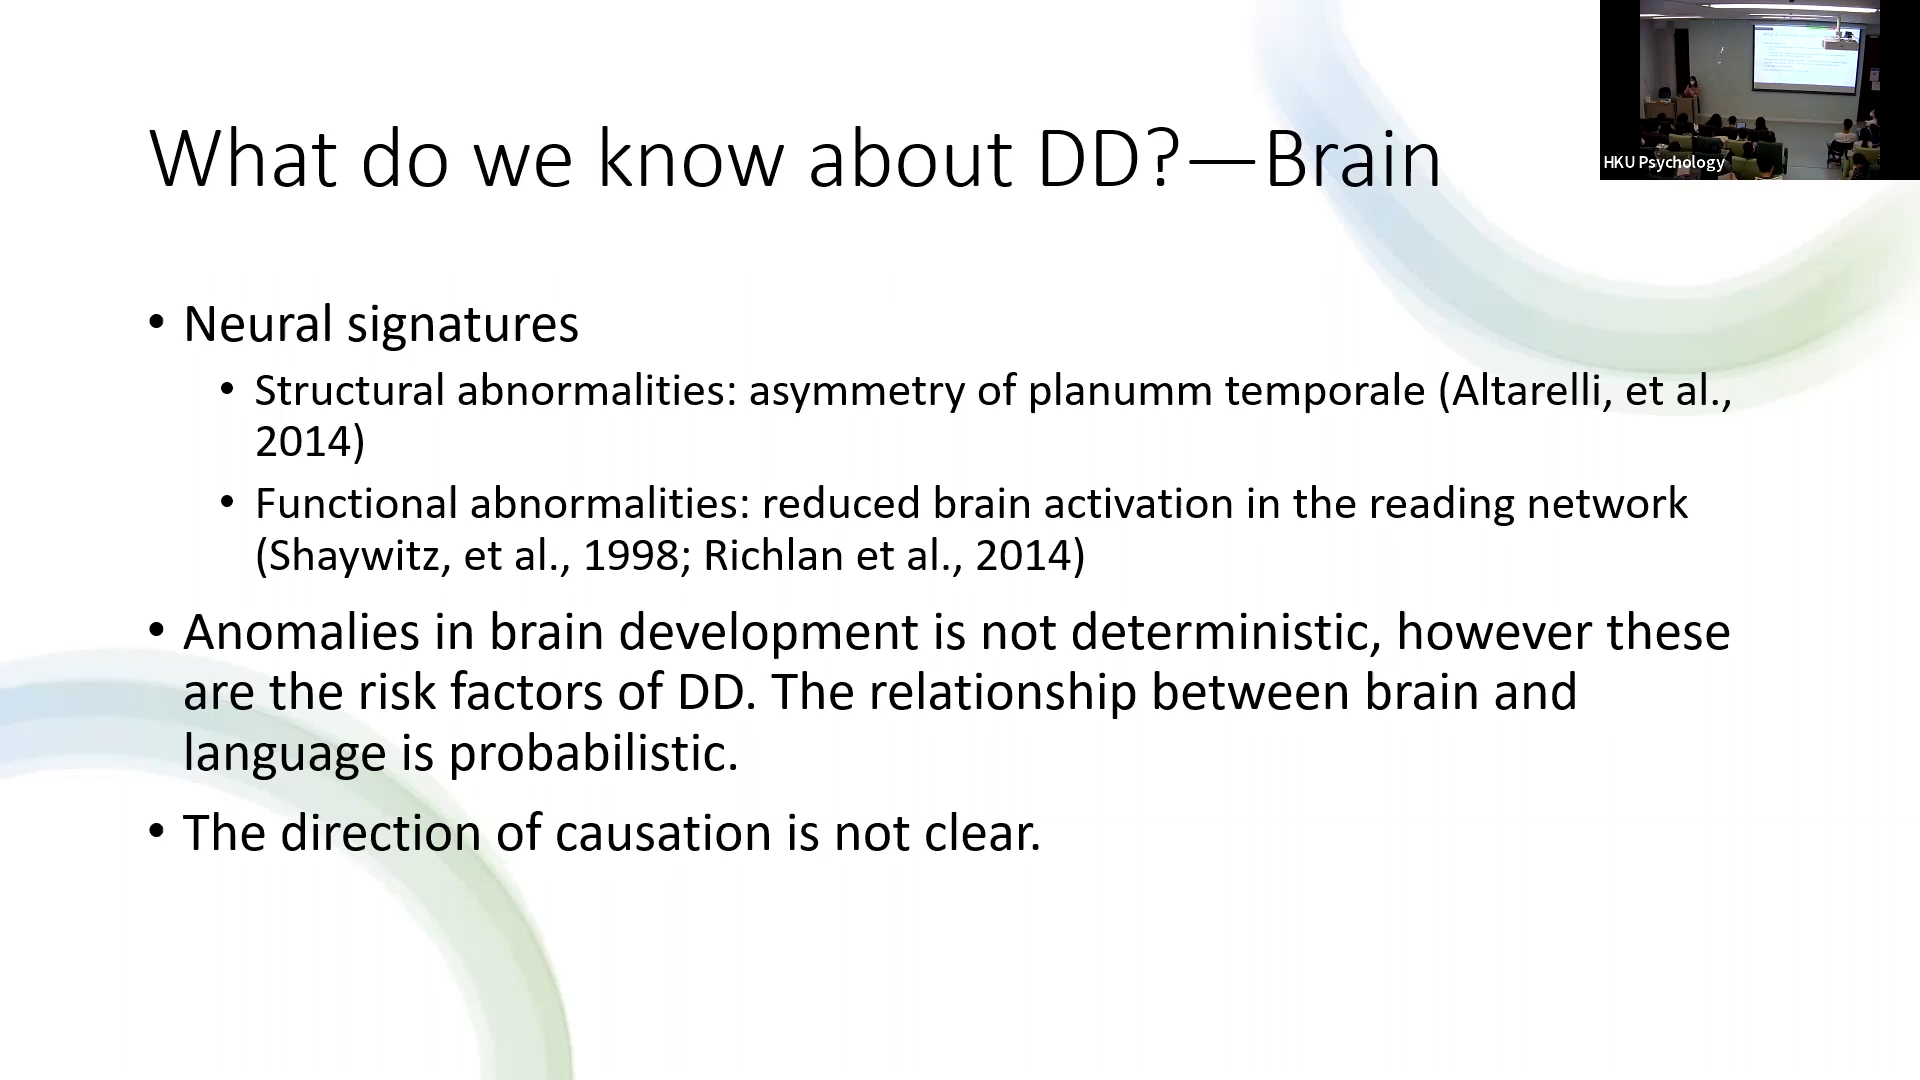 What do we know about DD?—Brain
HKU Psychology
• Neural signatures
• Structural abnormalities: asymmetry of planumm temporale (Altarelli, et al.,
2014)
• Functional abnormalities: reduced brain activation in the reading network
(Shaywitz, et al., 1998; Richlan et al., 2014)
• Anomalies in brain development is not deterministic, however these
are the risk factors of DD. The relationship between brain and
language is probabilistic.
• The direction of causation is not clear.